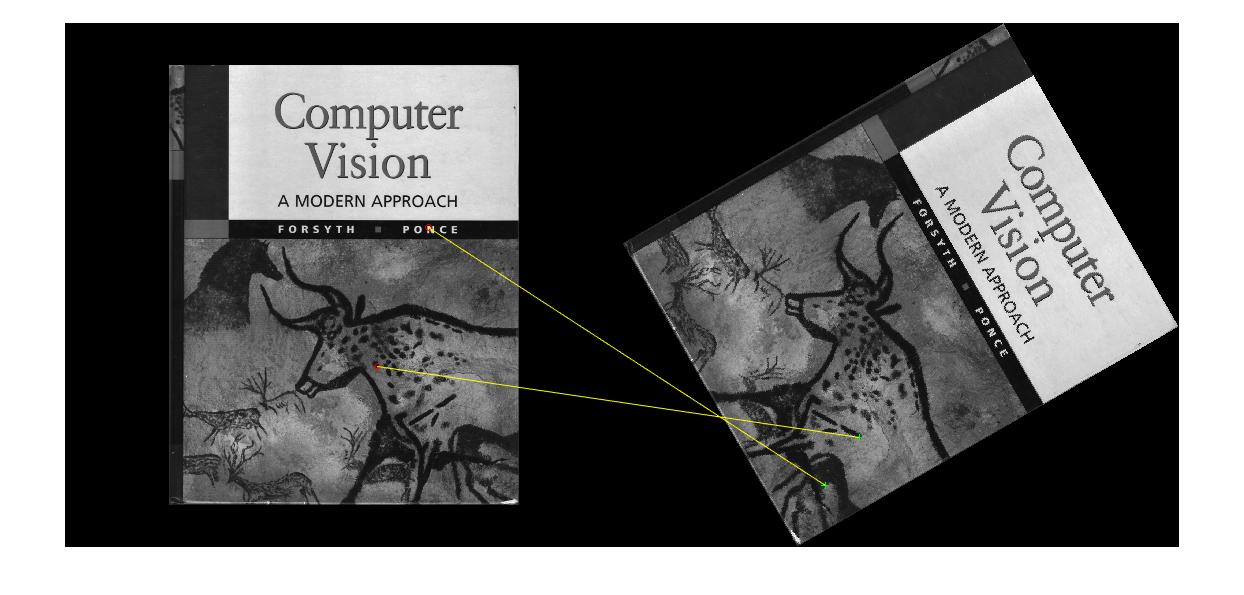 Computer
Vision
A MODERN APPROACH
FORSYTH ■ PONCE
Computer
Vision
A MODERN APPROACH
FORSYTH ■ PONCE